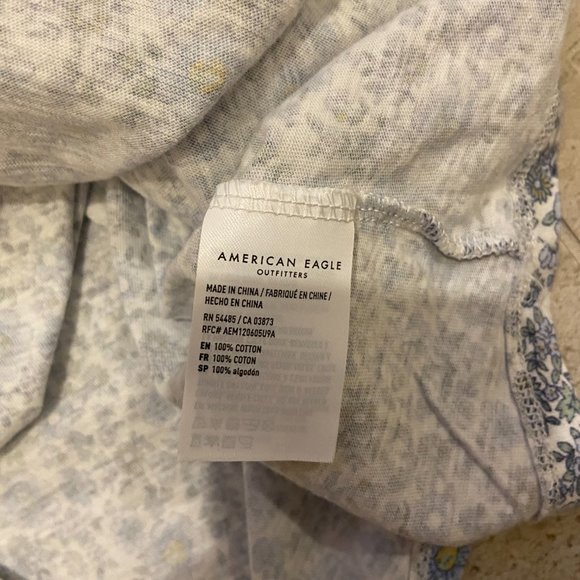 AMERICAN EAGLE
OUTFITTERS
MADE IN CHINA / FABRIQUÉ EN CHINE /
HECHO EN CHINA
RN 54485 / CA 03873
RFC# AEM120605U9A
EN 100% COTTON
FR 100% COTON
SP 100% algodón